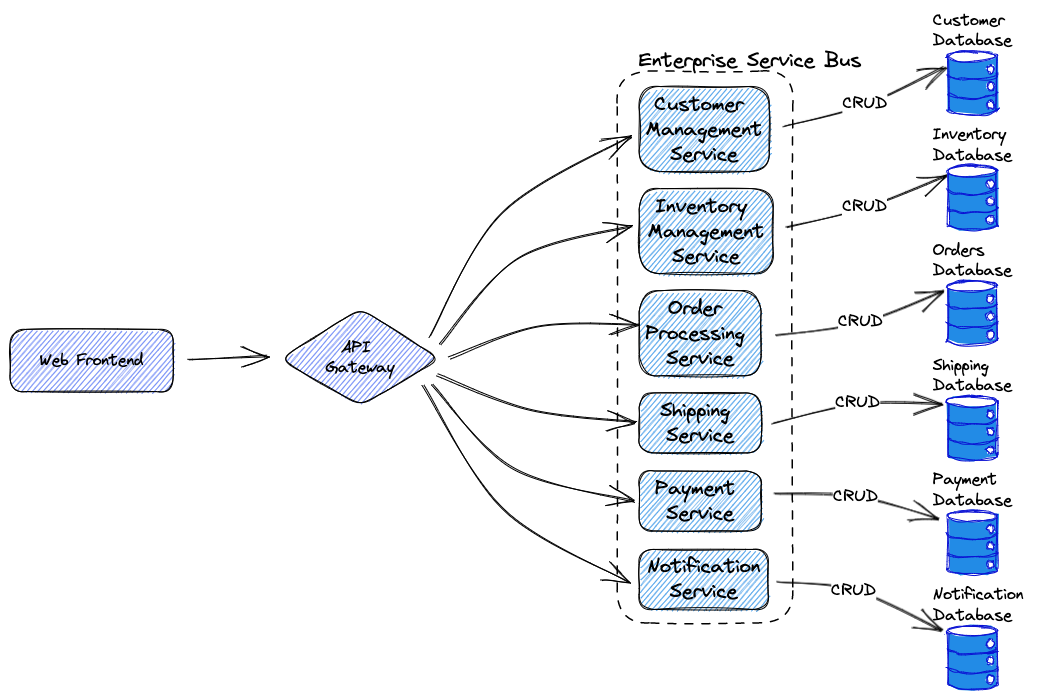 Web Frontend
API
Gateway
Enterprise Service Bus
Customer
Management
Service
Inventory
Management
Service
Order
Processing
Service
Shipping
Service
Payment
Service
Notification
Service
CRUD
CRUD
CRUD
CRUD
CRUD
CRUD
Customer
Database
Inventory
Database
Orders
Database
Shipping
Database
Payment
Database
Notification
Database